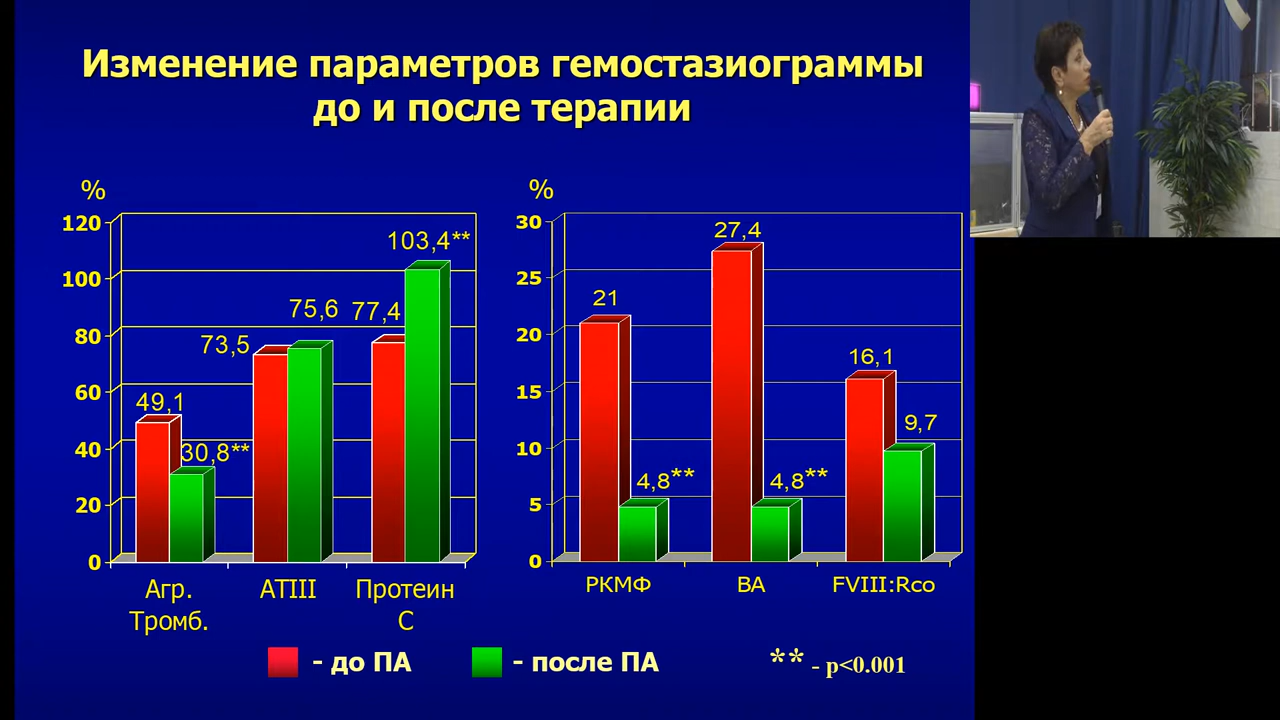 Изменение параметров гемостазиограммы
до и после терапии
%
120
100
80
60
40
20
0
49,1
30,8**
73,5
75,6
77,4
103,4**
Агр.
Тромб.
АТIII
Протеин
С
%
30
25
20
15
10
5
0
21
4,8**
27,4
4,8**
16,1
9,7
РКМФ
ВА
FVIII:Rco
- до ПА
- после ПА
** - p<0.001